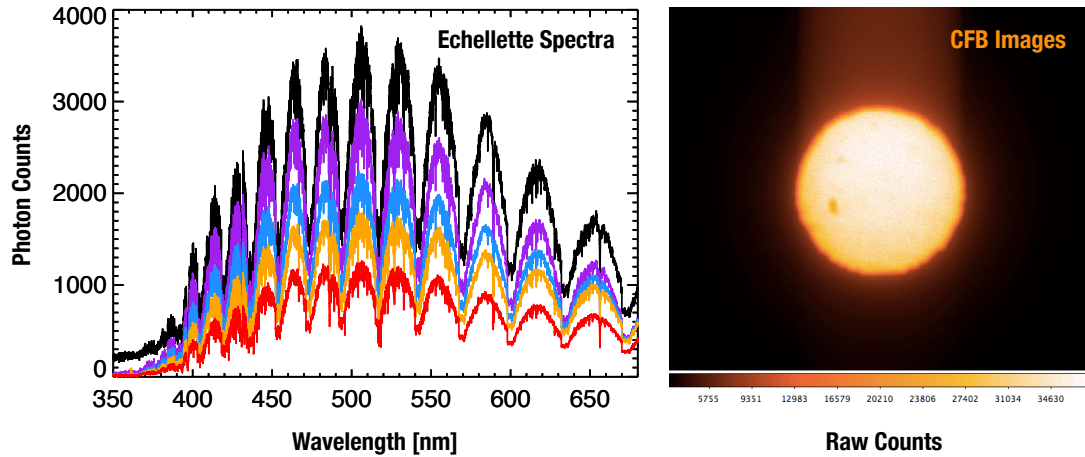 4000
3000
2000
1000
0
Photon Counts
Echellette Spectra
350 400 450 500 550 600 650
Wavelength [nm]
CFB Images
5755 9351 12983 16579 20210 23806 27402 31034 34630
Raw Counts